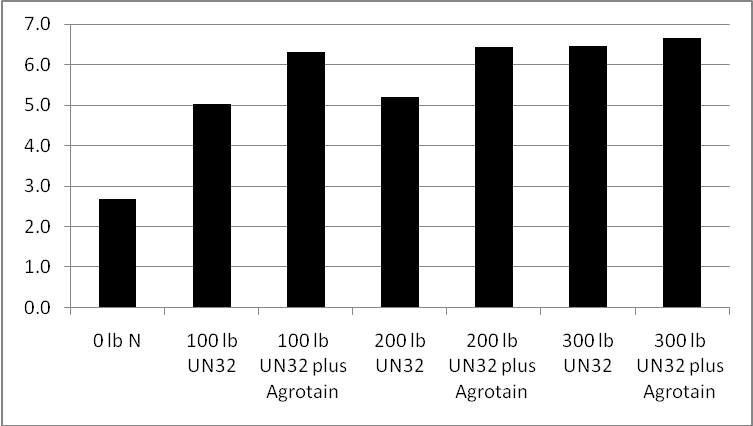 7.0
6.0
5.0
4.0
3.0
2.0
1.0
0.0
0 lb N
100 lb
UN32
100 lb
UN32 plus
Agrotain
200 lb
UN32
200 lb
UN32 plus
Agrotain
300 lb
UN32
300 lb
UN32 plus
Agrotain